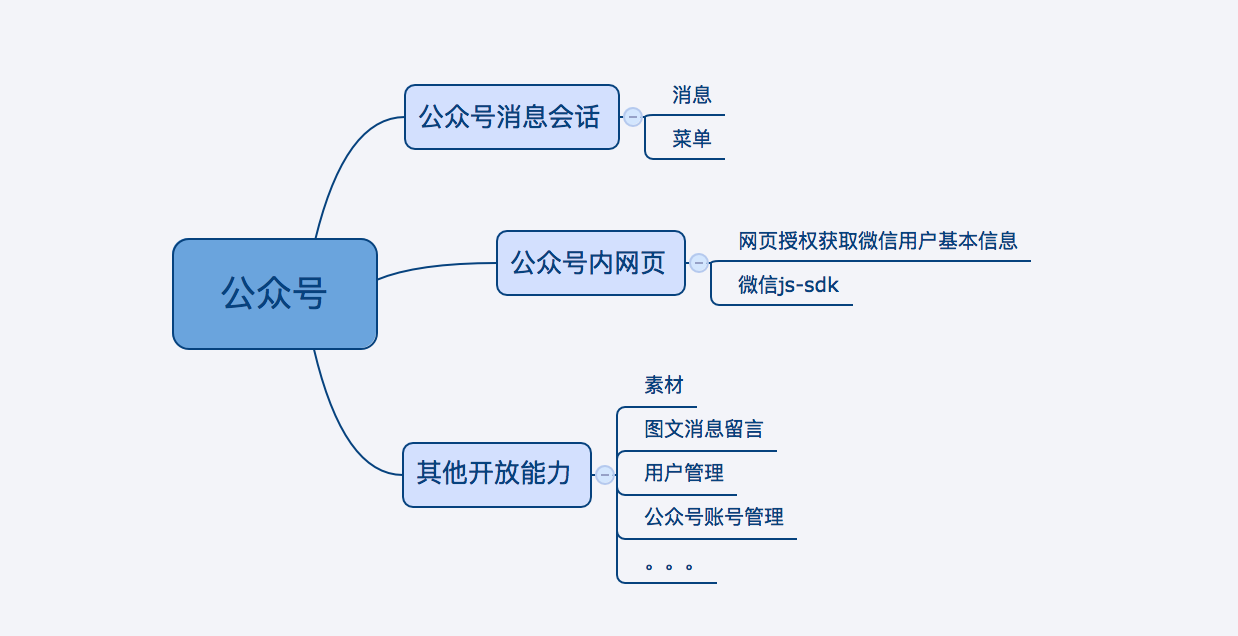 公众号
公众号消息会话
消息
菜单
公众号内网页
网页授权获取微信用户基本信息
微信js-sdk
其他开放能力
素材
图文消息留言
用户管理
公众号账号管理
。。。